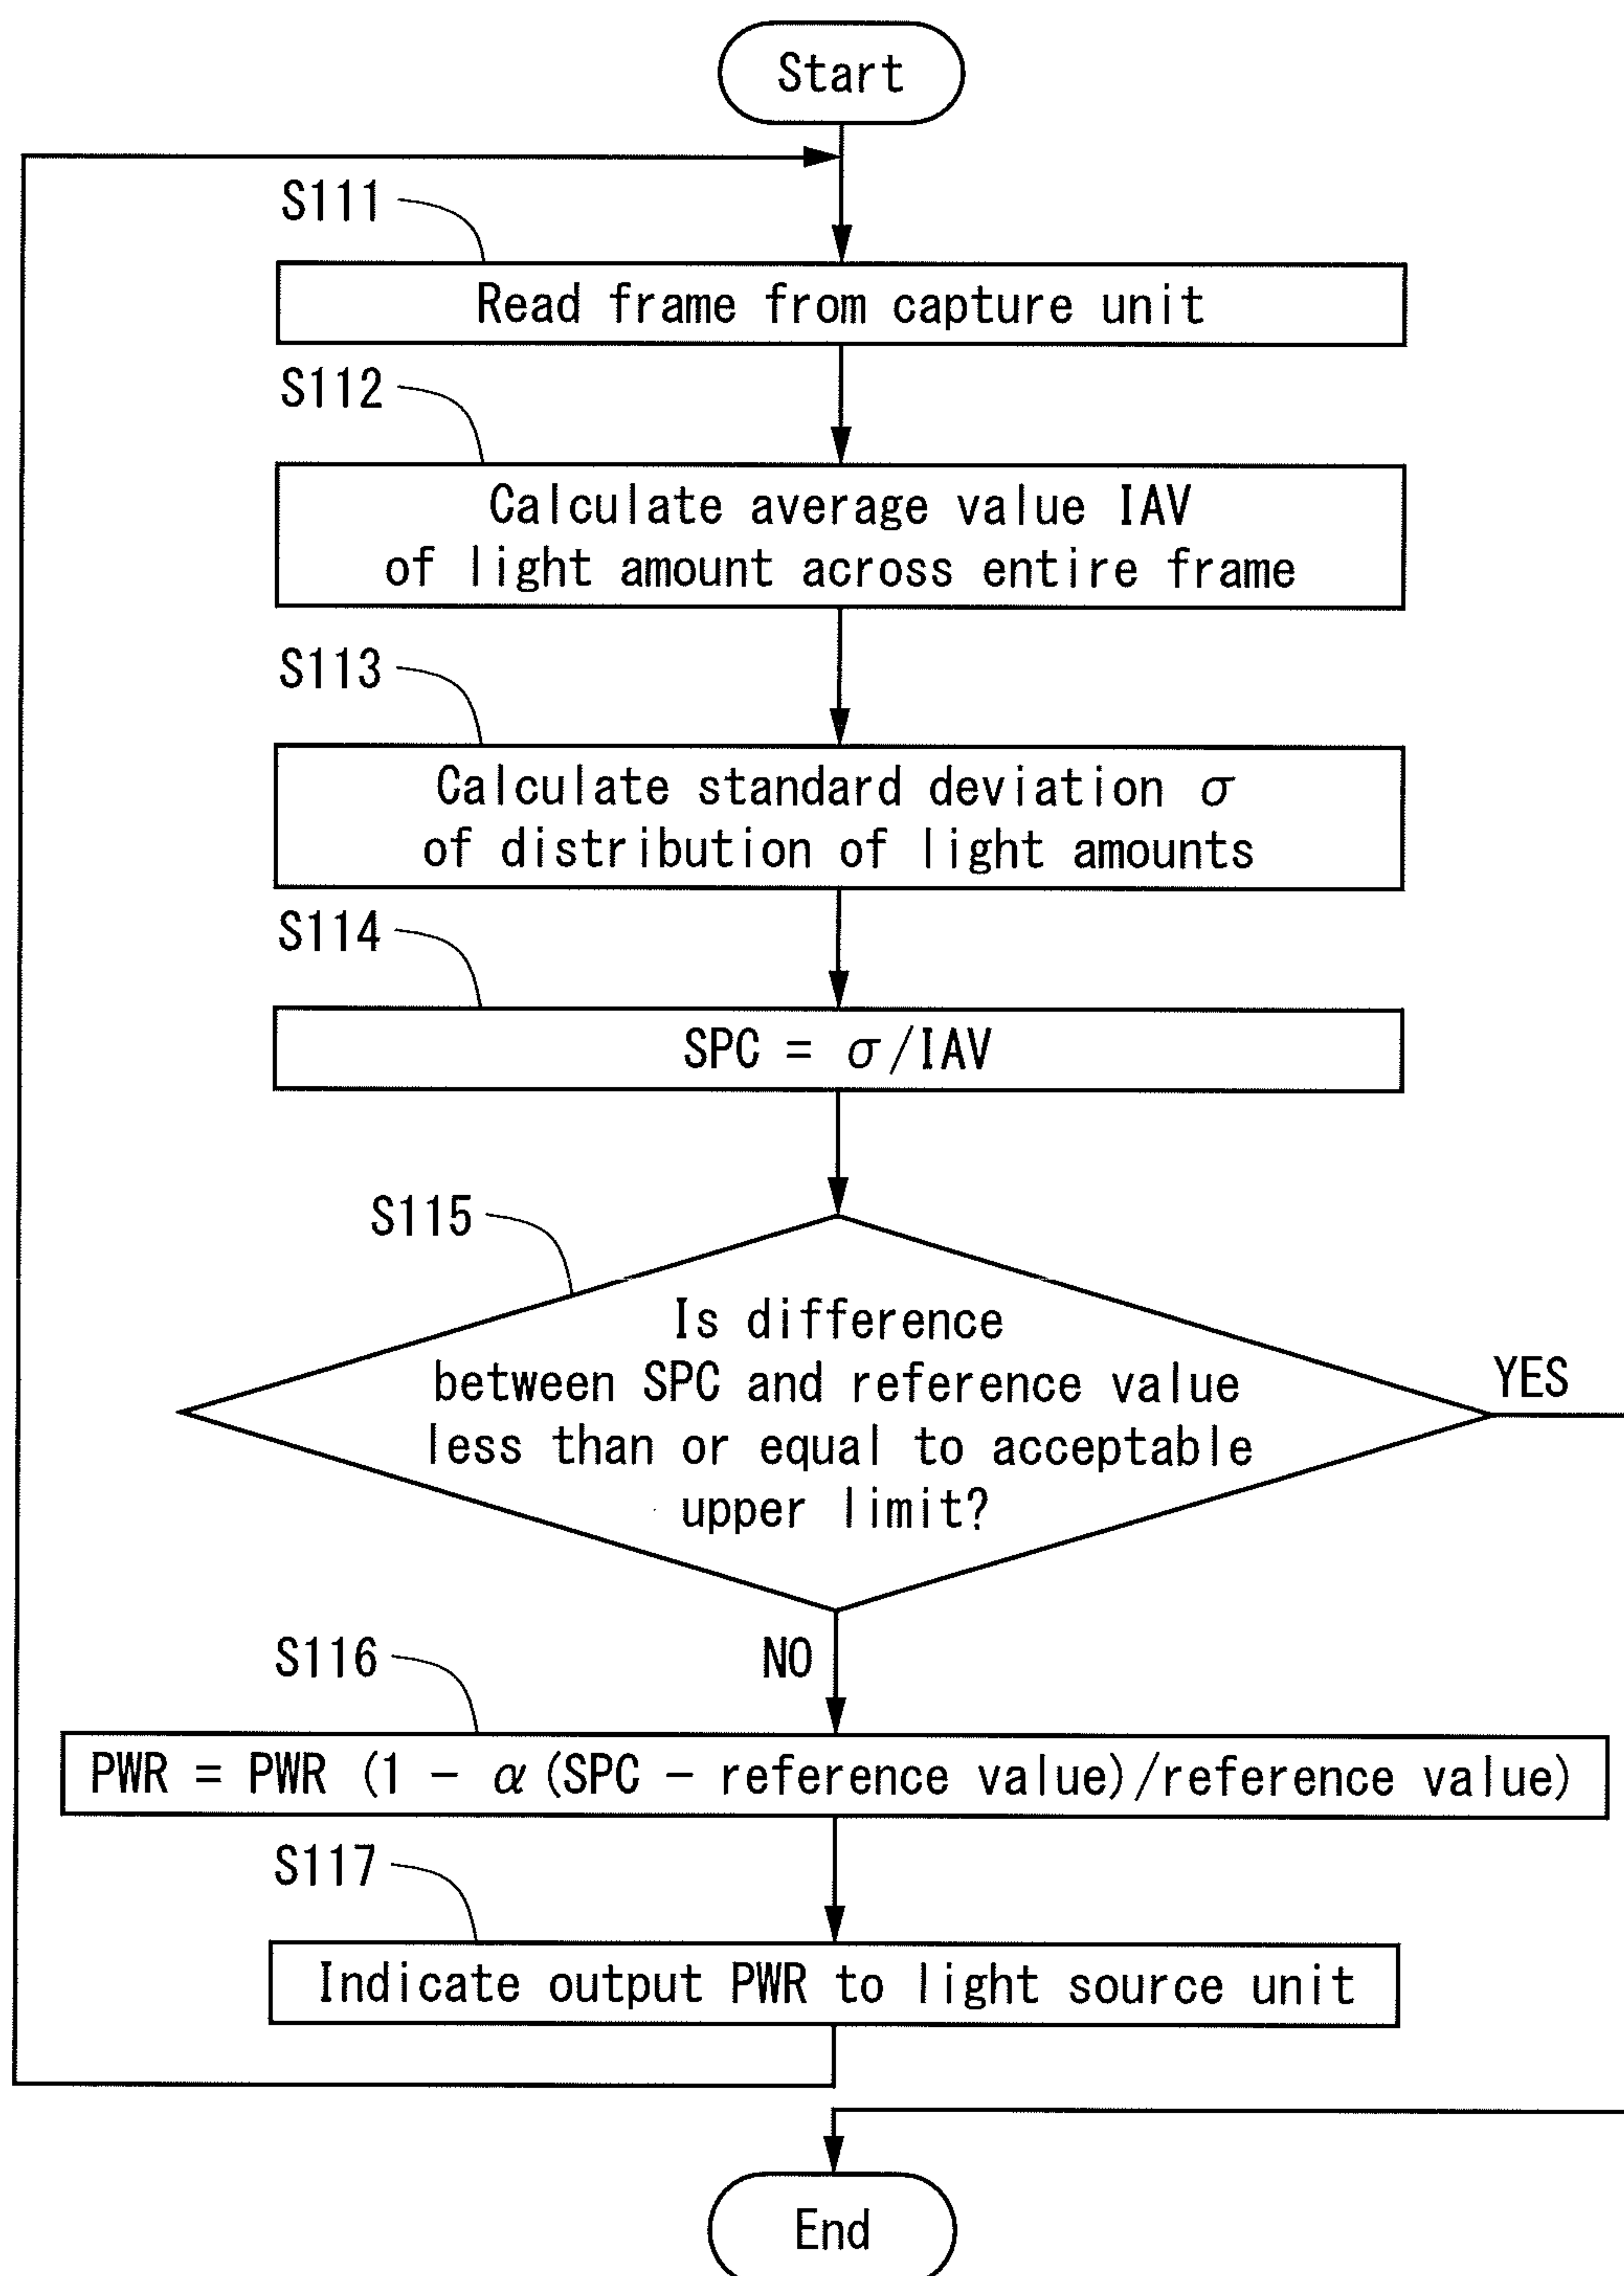 Start
S111
Read frame from capture unit
S112
Calculate average value IAV
of light amount across entire frame
S113
Calculate standard deviation σ
of distribution of light amounts
S114
SPC = σ/IAV
S115
Is difference
between SPC and reference value
less than or equal to acceptable
upper limit?
YES
NO
S116
PWR = PWR (1 − α (SPC − reference value)/reference value)
S117
Indicate output PWR to light source unit
End